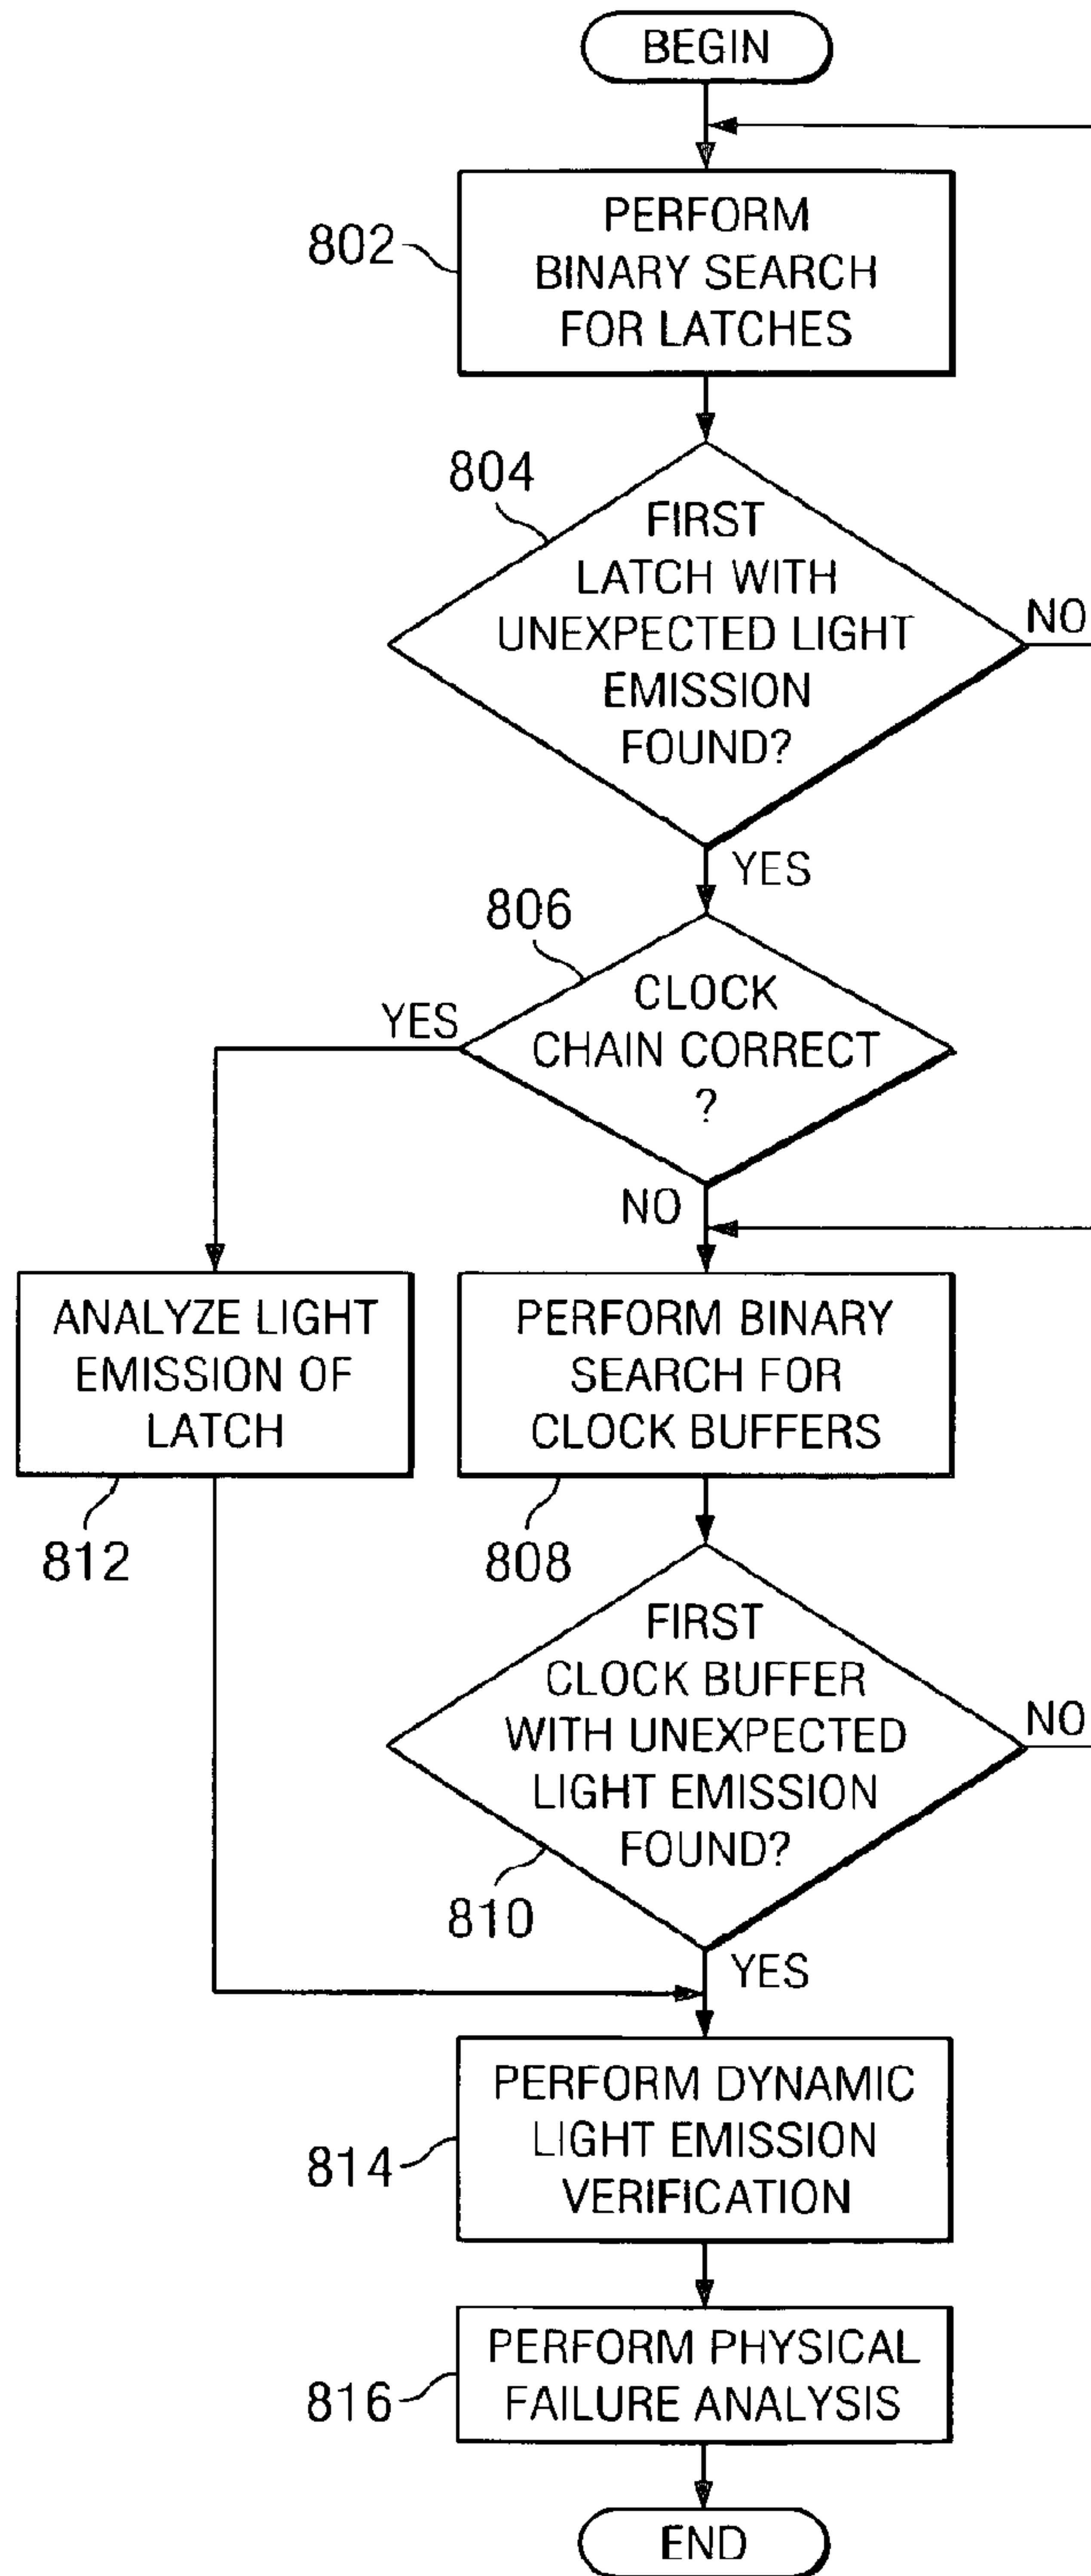 BEGIN
802
PERFORM
BINARY SEARCH
FOR LATCHES
804
FIRST
LATCH WITH
UNEXPECTED LIGHT
EMISSION
FOUND?
NO
YES
806
CLOCK
CHAIN CORRECT
?
YES
NO
ANALYZE LIGHT
EMISSION OF
LATCH
812
PERFORM BINARY
SEARCH FOR
CLOCK BUFFERS
808
FIRST
CLOCK BUFFER
WITH UNEXPECTED
LIGHT EMISSION
FOUND?
NO
810
YES
PERFORM DYNAMIC
LIGHT EMISSION
VERIFICATION
814
PERFORM PHYSICAL
FAILURE ANALYSIS
816
END